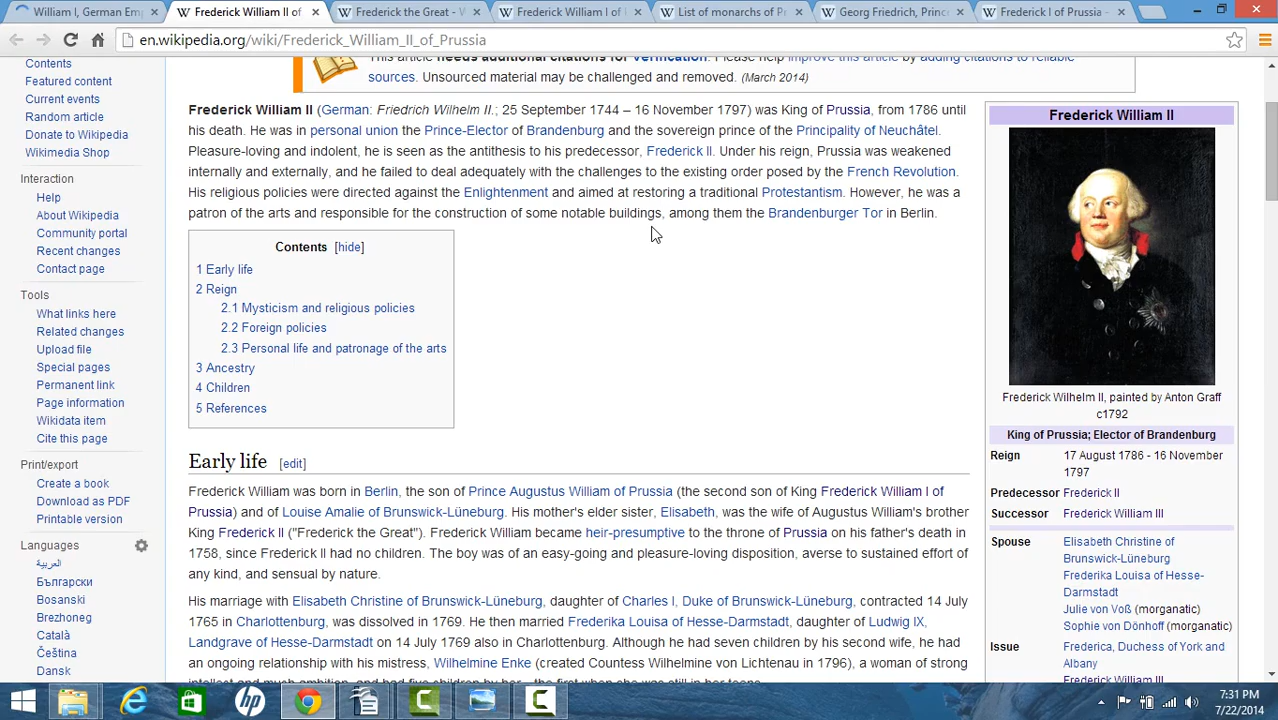 William I, German Emp
Frederick William II of
Frederick the Great - W
Frederick William I of
List of monarchs of Pr
Georg Friedrich, Prince
Frederick I of Prussia -
en.wikipedia.org/wiki/Frederick_William_II_of_Prussia
Contents
Featured content
Current events
Random article
Donate to Wikipedia
Wikimedia Shop
Interaction
Help
About Wikipedia
Community portal
Recent changes
Contact page
Tools
What links here
Related changes
Upload file
Special pages
Permanent link
Page information
Wikidata item
Cite this page
Print/export
Create a book
Download as PDF
Printable version
Languages
العربية
Български
Bosanski
Brezhoneg
Català
Čeština
Dansk
This article needs additional citations for verification. Please help improve this article by adding citations to reliable
sources. Unsourced material may be challenged and removed. (March 2014)
Frederick William II (German: Friedrich Wilhelm II.; 25 September 1744 – 16 November 1797) was King of Prussia, from 1786 until
his death. He was in personal union the Prince-Elector of Brandenburg and the sovereign prince of the Principality of Neuchâtel.
Pleasure-loving and indolent, he is seen as the antithesis to his predecessor, Frederick II. Under his reign, Prussia was weakened
internally and externally, and he failed to deal adequately with the challenges to the existing order posed by the French Revolution.
His religious policies were directed against the Enlightenment and aimed at restoring a traditional Protestantism. However, he was a
patron of the arts and responsible for the construction of some notable buildings, among them the Brandenburger Tor in Berlin.
Contents [hide]
1 Early life
2 Reign
2.1 Mysticism and religious policies
2.2 Foreign policies
2.3 Personal life and patronage of the arts
3 Ancestry
4 Children
5 References
Early life [edit]
Frederick William was born in Berlin, the son of Prince Augustus William of Prussia (the second son of King Frederick William I of
Prussia) and of Louise Amalie of Brunswick-Lüneburg. His mother's elder sister, Elisabeth, was the wife of Augustus William's brother
King Frederick II ("Frederick the Great"). Frederick William became heir-presumptive to the throne of Prussia on his father's death in
1758, since Frederick II had no children. The boy was of an easy-going and pleasure-loving disposition, averse to sustained effort of
any kind, and sensual by nature.
His marriage with Elisabeth Christine of Brunswick-Lüneburg, daughter of Charles I, Duke of Brunswick-Lüneburg, contracted 14 July
1765 in Charlottenburg, was dissolved in 1769. He then married Frederika Louisa of Hesse-Darmstadt, daughter of Ludwig IX,
Landgrave of Hesse-Darmstadt on 14 July 1769 also in Charlottenburg. Although he had seven children by his second wife, he had
an ongoing relationship with his mistress, Wilhelmine Enke (created Countess Wilhelmine von Lichtenau in 1796), a woman of strong
intellect and much ambition, and had five children by her—the first when she was still in her teens.
Frederick William II
Frederick Wilhelm II, painted by Anton Graff
c1792
King of Prussia; Elector of Brandenburg
Reign 17 August 1786 - 16 November
1797
Predecessor Frederick II
Successor Frederick William III
Spouse Elisabeth Christine of
Brunswick-Lüneburg
Frederika Louisa of Hesse-
Darmstadt
Julie von Voß (morganatic)
Sophie von Dönhoff (morganatic)
Issue Frederica, Duchess of York and
Albany
Frederick William III
hp
7:31 PM
7/22/2014